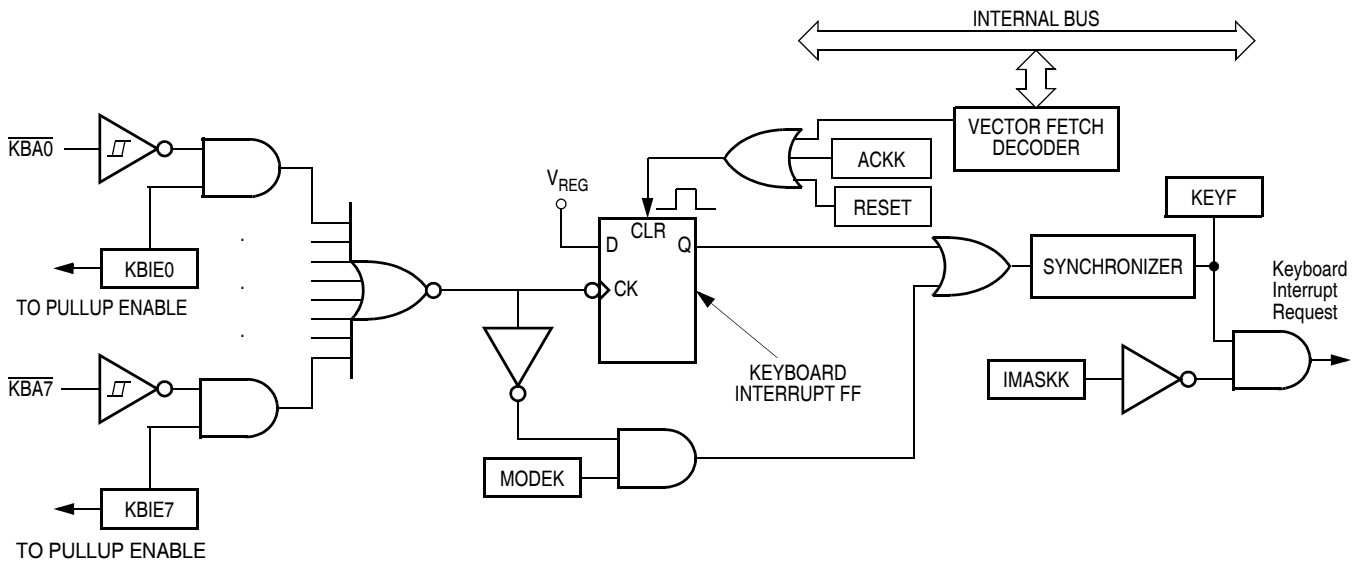 INTERNAL BUS
VECTOR FETCH
DECODER
ACKK
RESET
KEYF
KBA0
KBIE0
TO PULLUP ENABLE
VREG
CLR
D
Q
CK
SYNCHRONIZER
Keyboard
Interrupt
Request
KEYBOARD
INTERRUPT FF
IMASKK
KBA7
KBIE7
TO PULLUP ENABLE
MODEK